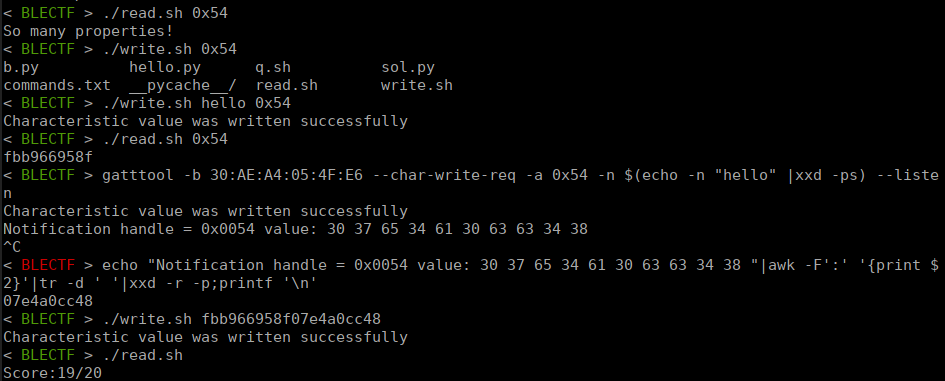 < BLECTF > ./read.sh 0x54
So many properties!
< BLECTF > ./write.sh 0x54
b.py          hello.py      q.sh          sol.py
commands.txt  __pycache__/  read.sh       write.sh
< BLECTF > ./write.sh hello 0x54
Characteristic value was written successfully
< BLECTF > ./read.sh 0x54
fbb966958f
< BLECTF > gatttool -b 30:AE:A4:05:4F:E6 --char-write-req -a 0x54 -n $(echo -n "hello" |xxd -ps) --liste
n
Characteristic value was written successfully
Notification handle = 0x0054 value: 30 37 65 34 61 30 63 63 34 38
^C
< BLECTF > echo "Notification handle = 0x0054 value: 30 37 65 34 61 30 63 63 34 38 "|awk -F':' '{print $
2}'|tr -d ' '|xxd -r -p;printf '\n'
07e4a0cc48
< BLECTF > ./write.sh fbb966958f07e4a0cc48
Characteristic value was written successfully
< BLECTF > ./read.sh
Score:19/20